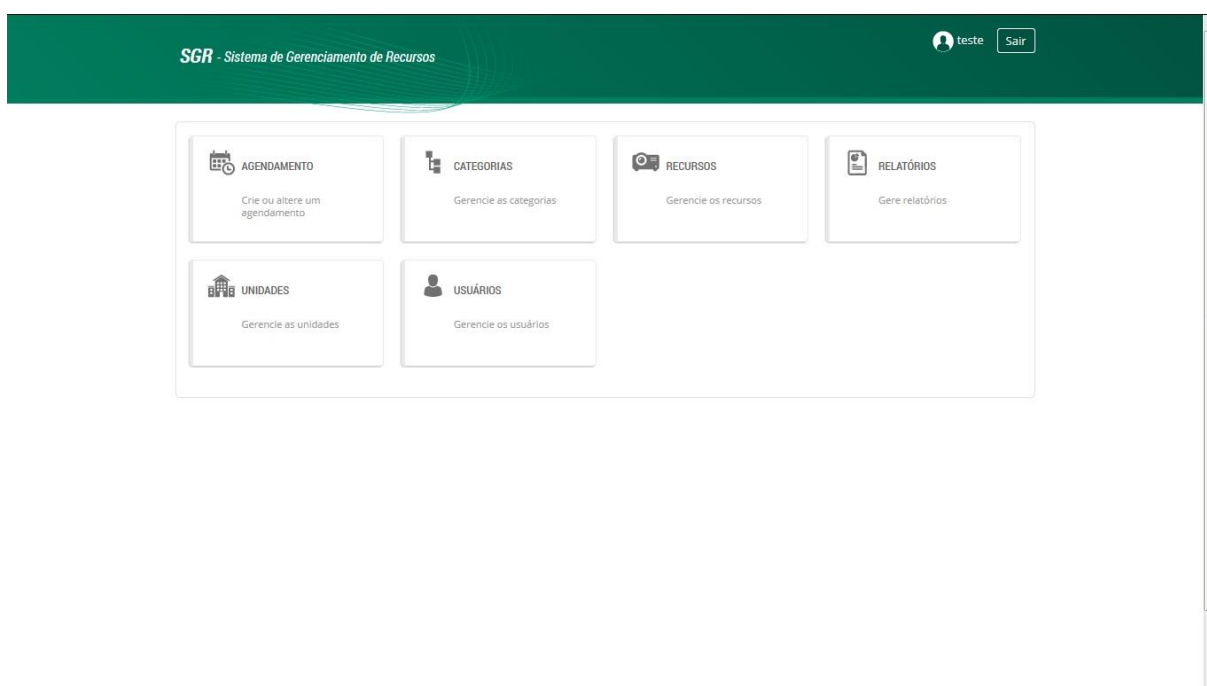 SGR - Sistema de Gerenciamento de Recursos
teste
Sair
AGENDAMENTO
Crie ou altere um
agendamento
CATEGORIAS
Gerencie as categorias
RECURSOS
Gerencie os recursos
RELATÓRIOS
Gere relatórios
UNIDADES
Gerencie as unidades
USUÁRIOS
Gerencie os usuários